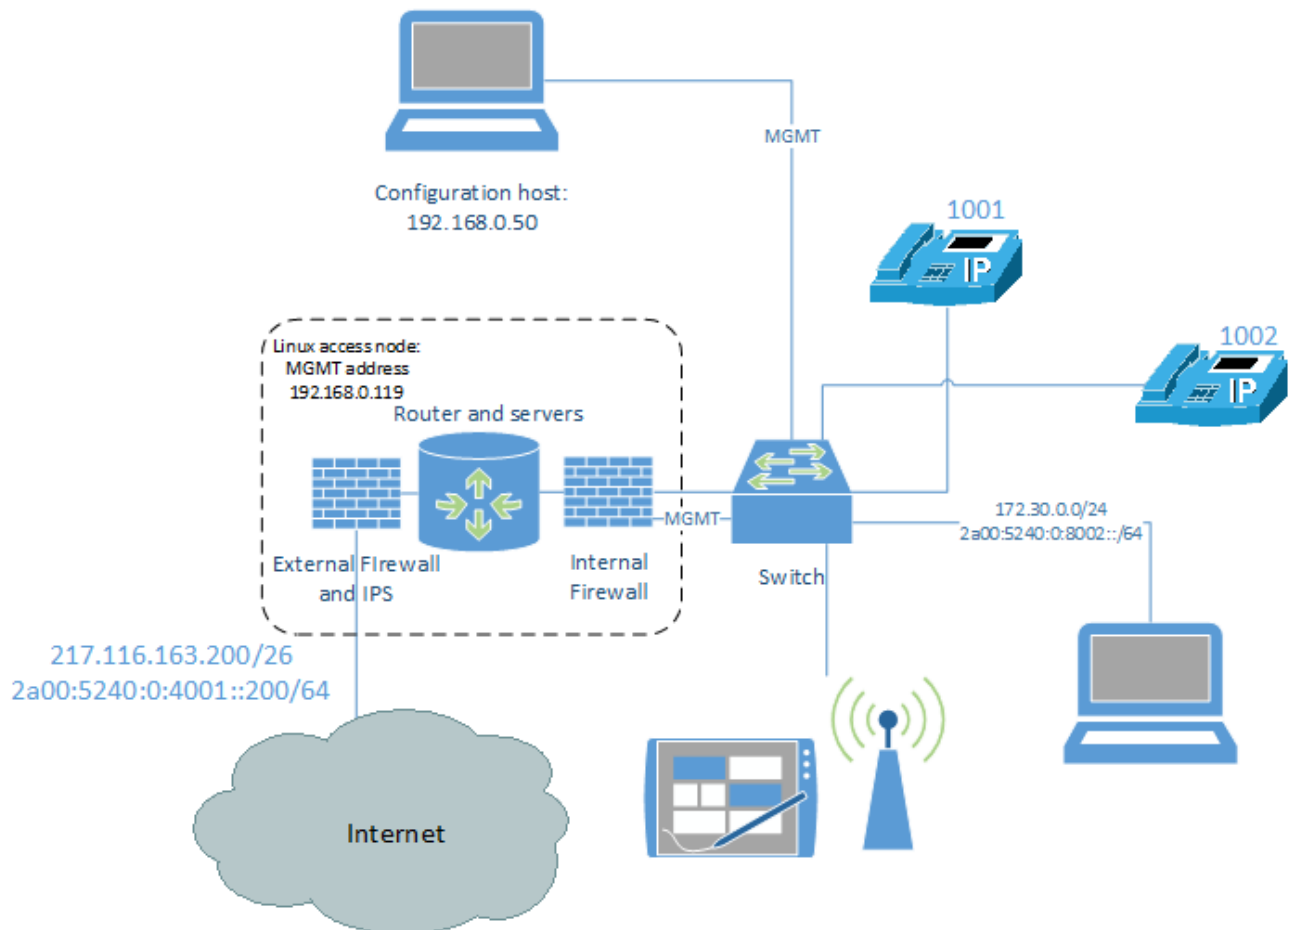 MGMT
Configuration host:
192.168.0.50
1001
IP
1002
IP
Linux access node:
MGMT address
192.168.0.119
Router and servers
MGMT
172.30.0.0/24
2a00:5240:0:8002::/64
External FIrewall
and IPS
Internal
Firewall
Switch
217.116.163.200/26
2a00:5240:0:4001::200/64
Internet